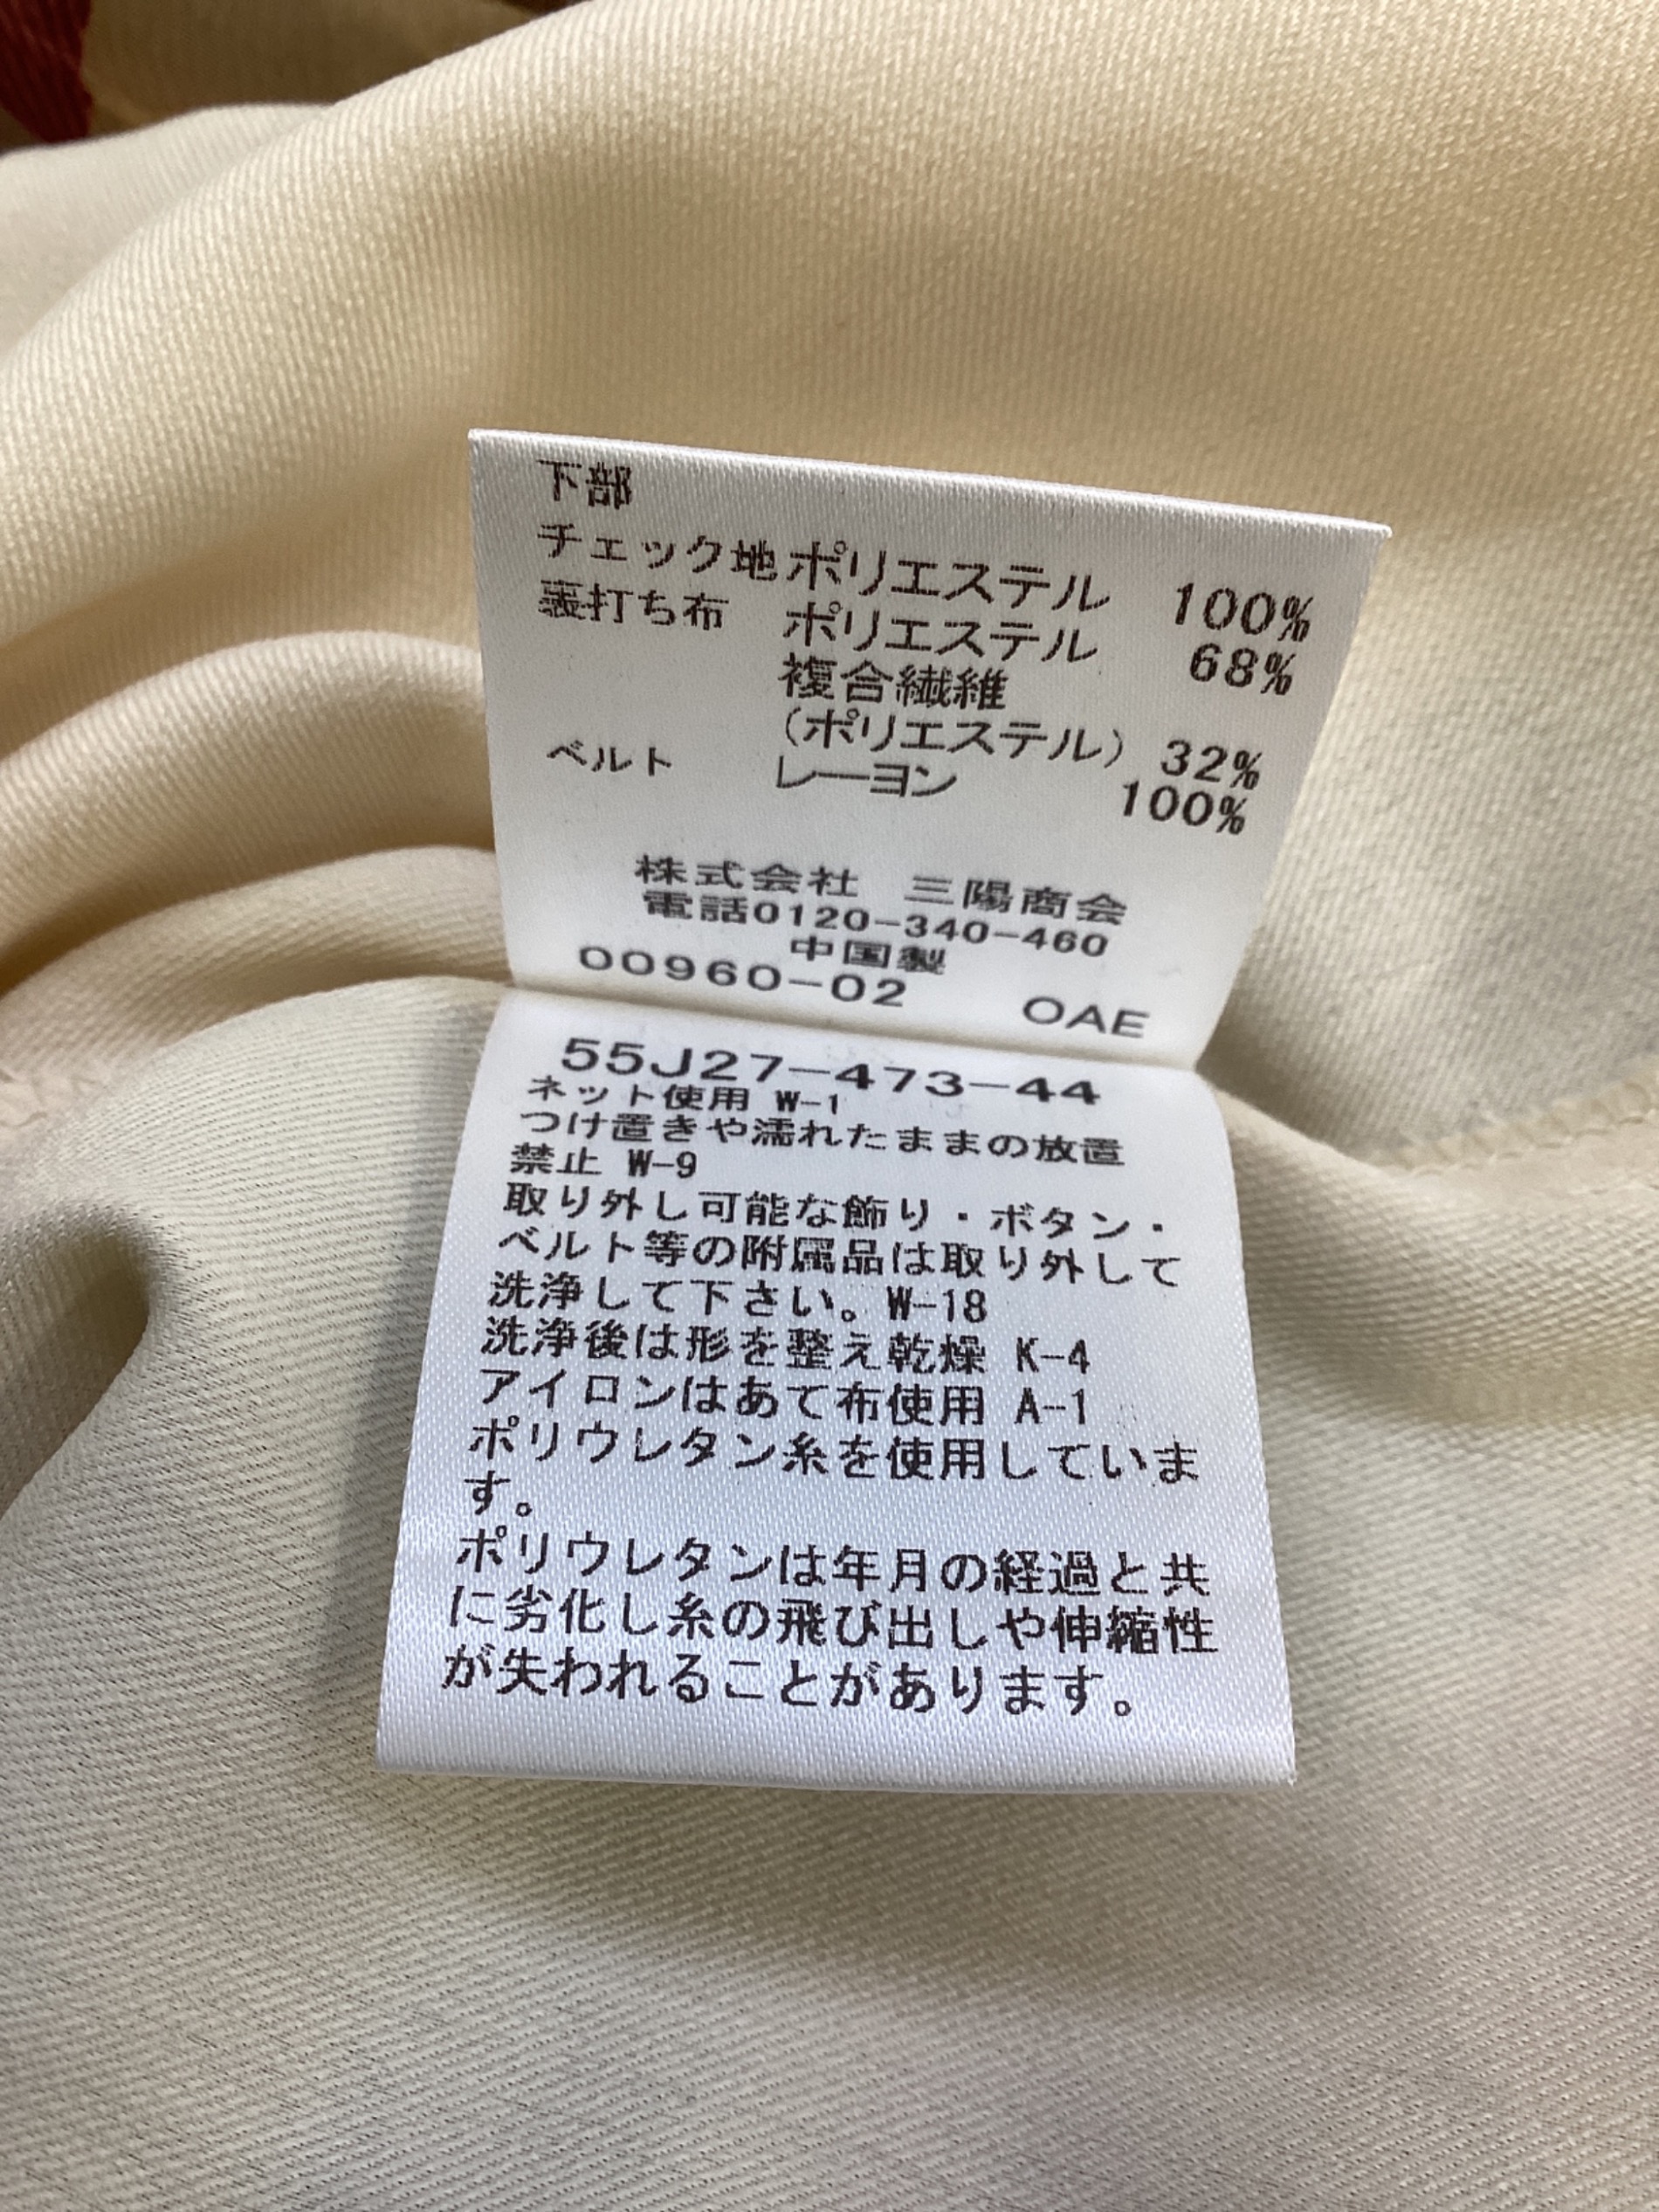 下部
チェック地 ポリエステル 100%
裏打ち布 ポリエステル 68%
複合繊維
(ポリエステル) 32%
ベルト レーヨン 100%
株式会社 三陽商会
電話0120-340-460
中国製
00960-02 OAE
55J27-473-44
ネット使用 W-1
つけ置きや濡れたままの放置
禁止 W-9
取り外し可能な飾り・ボタン・
ベルト等の附属品は取り外して
洗浄して下さい。W-18
洗浄後は形を整え乾燥 K-4
アイロンはあて布使用 A-1
ポリウレタン糸を使用していま
す。
ポリウレタンは年月の経過と共
に劣化し糸の飛び出しや伸縮性
が失われることがあります。